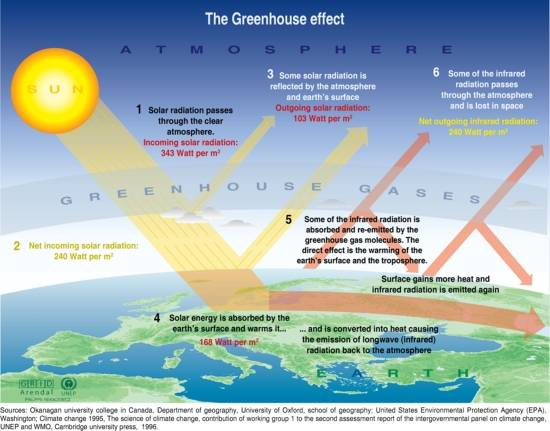 The Greenhouse effect
A T M O S P H E R E
S U N
1 Solar radiation passes
through the clear
atmosphere.
Incoming solar radiation:
343 Watt per m²
3 Some solar radiation is
reflected by the atmosphere
and earth's surface
Outgoing solar radiation:
103 Watt per m²
6 Some of the infrared
radiation passes
through the atmosphere
and is lost in space
Net outgoing infrared radiation:
240 Watt per m²
G R E E N H O U S E G A S E S
2 Net incoming solar radiation:
240 Watt per m²
5 Some of the infrared radiation is
absorbed and re-emitted by the
greenhouse gas molecules. The
direct effect is the warming of the
earth's surface and the troposphere.
Surface gains more heat and
infrared radiation is emitted again
4 Solar energy is absorbed by the
earth's surface and warms it...
168 Watt per m²
... and is converted into heat causing
the emission of longwave (infrared)
radiation back to the atmosphere
E A R T H
G R I D
Arendal UNEP
Sources: Okanagan university college in Canada, Department of geography, University of Oxford, school of geography; United States Environmental Protection Agency (EPA),
Washington; Climate change 1995, The science of climate change, contribution of working group 1 to the second assessment report of the intergovernmental panel on climate change,
UNEP and WMO, Cambridge university press, 1996.